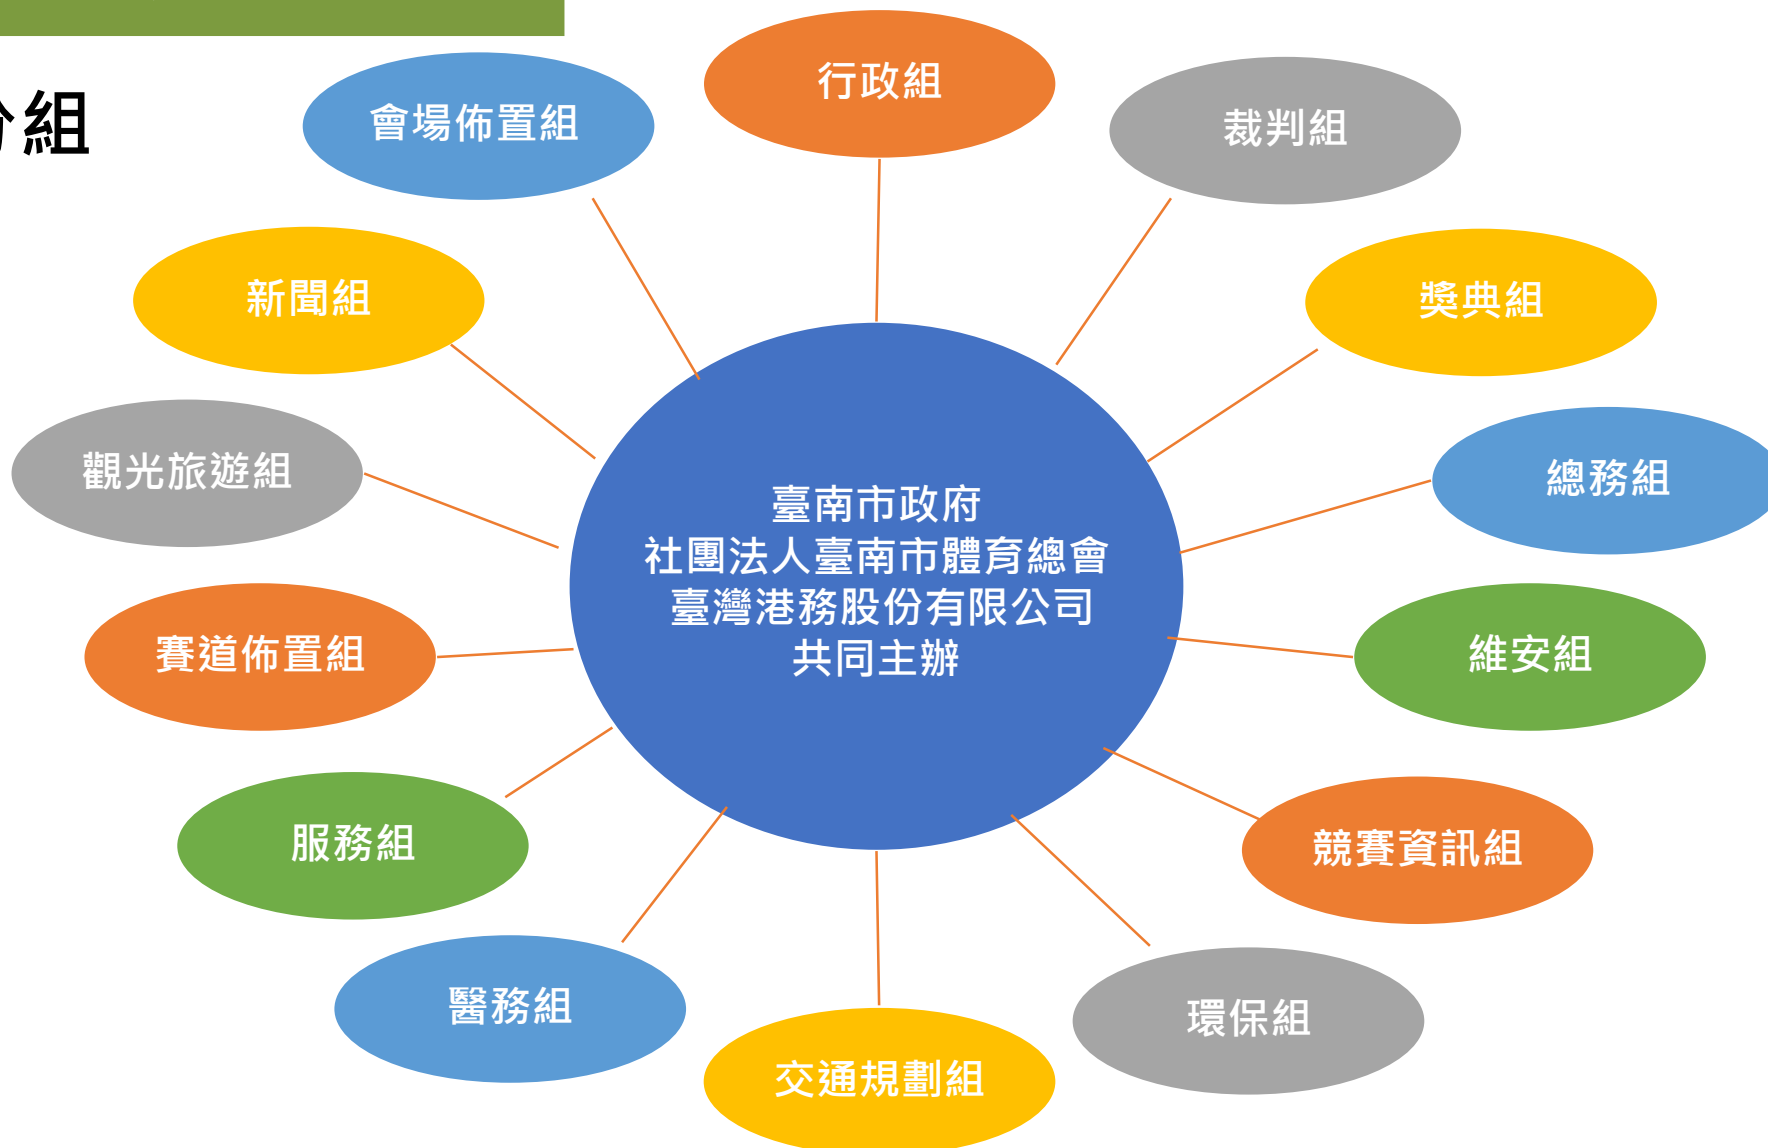 分組
行政組
會場佈置組
裁判組
新聞組
獎典組
觀光旅遊組
總務組
臺南市政府
社團法人臺南市體育總會
臺灣港務股份有限公司
共同主辦
賽道佈置組
維安組
服務組
競賽資訊組
醫務組
環保組
交通規劃組